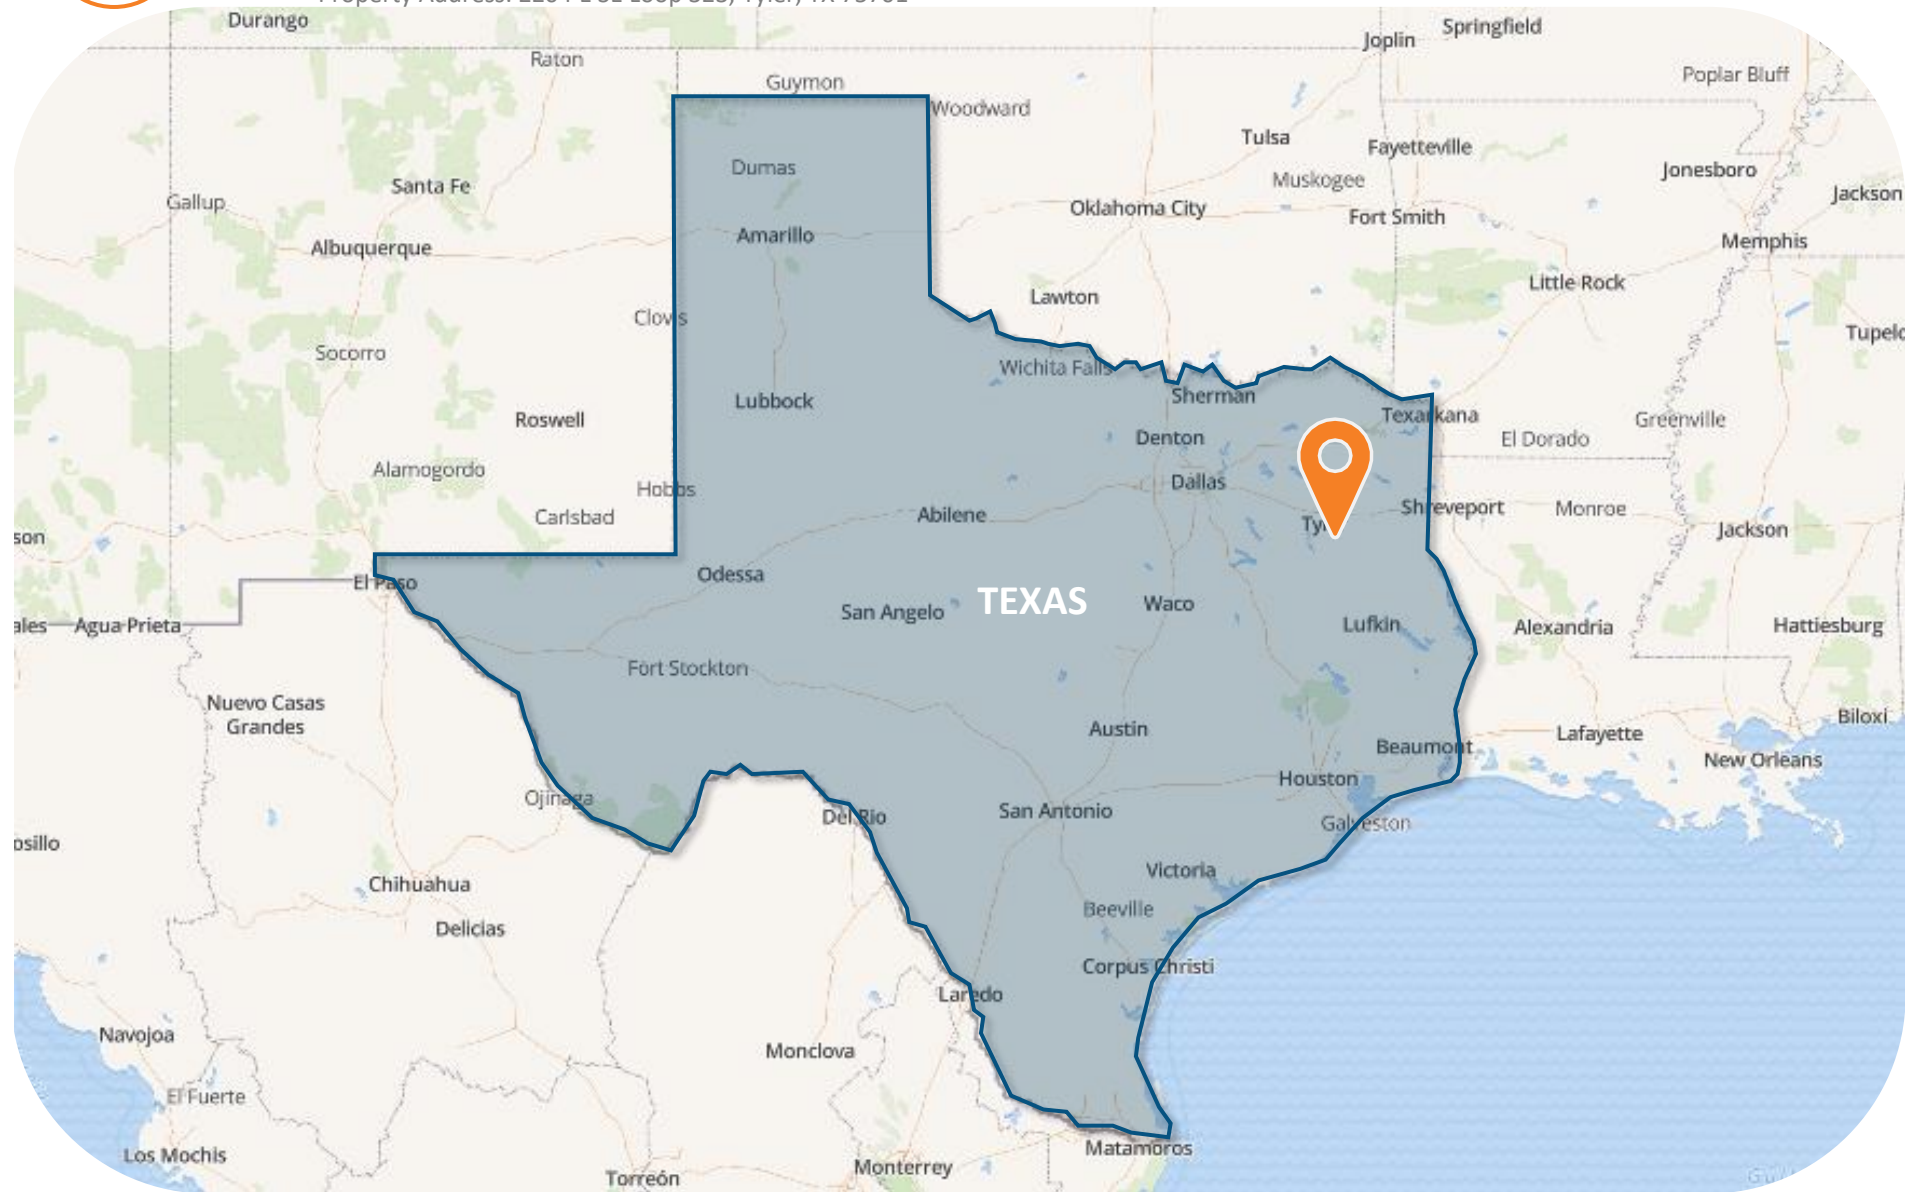 Durango
Springfield
Joplin
Raton
Poplar Bluff
Guymon
Woodward
Tulsa
Fayetteville
Dumas
Jonesboro
Muskogee
Santa Fe
Jackson
Gallup
Oklahoma City
Fort Smith
Amarillo
Memphis
Albuquerque
Little Rock
Lawton
Clovis
Tupelo
Socorro
Wichita Falls
Sherman
Lubbock
Texarkana
Roswell
Greenville
Denton
El Dorado
Alamogordo
Dallas
Hobbs
Shreveport
Monroe
Abilene
Carlsbad
Jackson
son
Odessa
El Paso
TEXAS
Waco
San Angelo
ales
Agua Prieta
Lufkin
Alexandria
Hattiesburg
Fort Stockton
Nuevo Casas
Grandes
Biloxi
Austin
Lafayette
Beaumont
New Orleans
Houston
Ojinaga
San Antonio
Del Rio
Galveston
osillo
Victoria
Chihuahua
Beeville
Delicias
Corpus Christi
Laredo
Navojoa
Monclova
El Fuerte
Matamoros
Los Mochis
Monterrey
Torreón